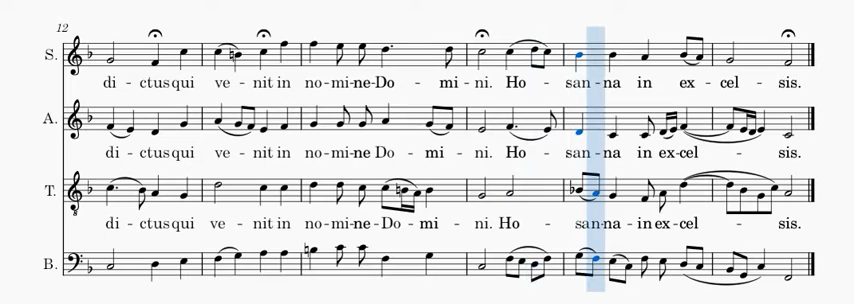 12
S.
di - ctus qui ve - nit in no - mi - ne - Do - mi - ni. Ho - san - na in ex - cel - sis.
A.
di - ctus qui ve - nit in no - mi - ne Do - mi - ni. Ho - san - na in ex - cel - sis.
T.
8
di - ctus qui ve - nit in no - mi - ne - Do - mi - ni. Ho - san - na - in ex - cel - sis.
B.